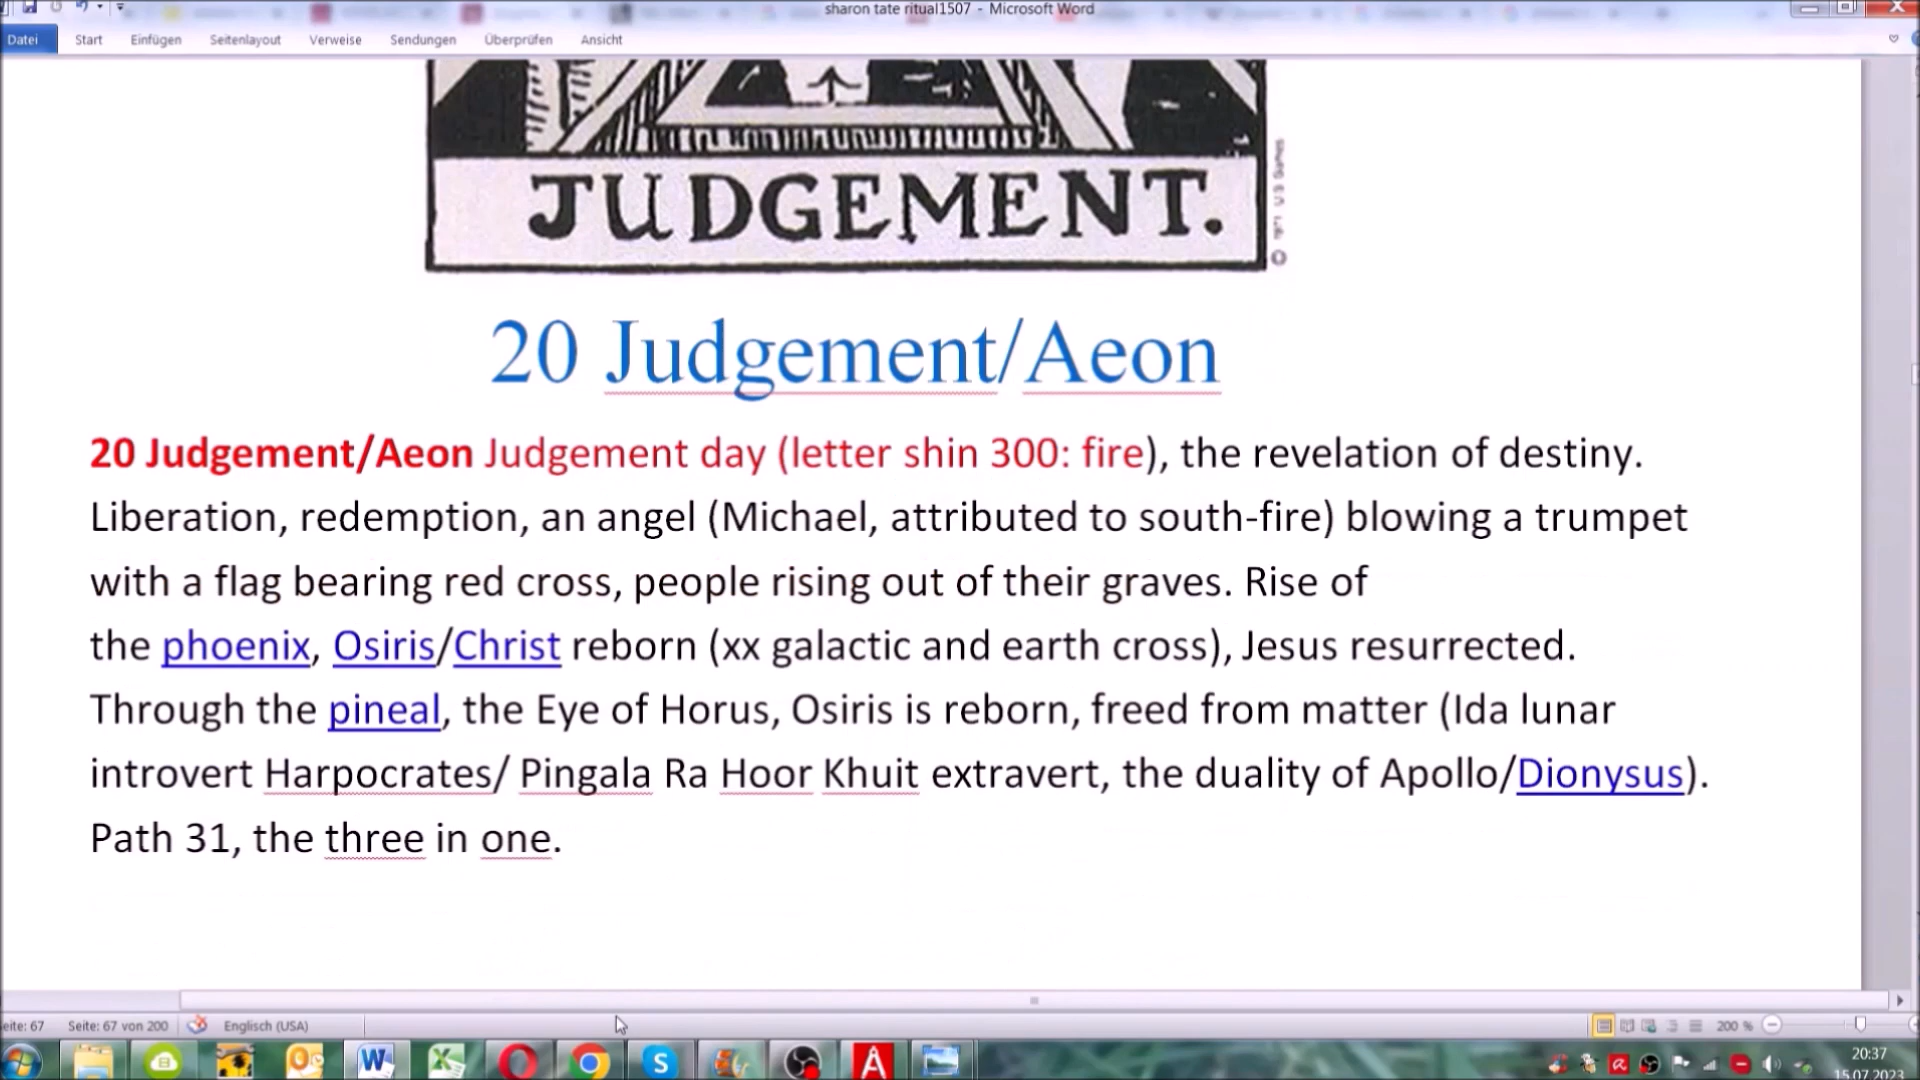 sharon tate ritual1507 - Microsoft Word
Datei Start Einfügen Seitenlayout Verweise Sendungen Überprüfen Ansicht
JUDGEMENT.
20 Judgement/Aeon
20 Judgement/Aeon Judgement day (letter shin 300: fire), the revelation of destiny.
Liberation, redemption, an angel (Michael, attributed to south-fire) blowing a trumpet
with a flag bearing red cross, people rising out of their graves. Rise of
the phoenix, Osiris/Christ reborn (xx galactic and earth cross), Jesus resurrected.
Through the pineal, the Eye of Horus, Osiris is reborn, freed from matter (Ida lunar
introvert Harpocrates/ Pingala Ra Hoor Khuit extravert, the duality of Apollo/Dionysus).
Path 31, the three in one.
eite: 67 Seite: 67 von 200 Englisch (USA) 200 %
20:37
15.07.2023